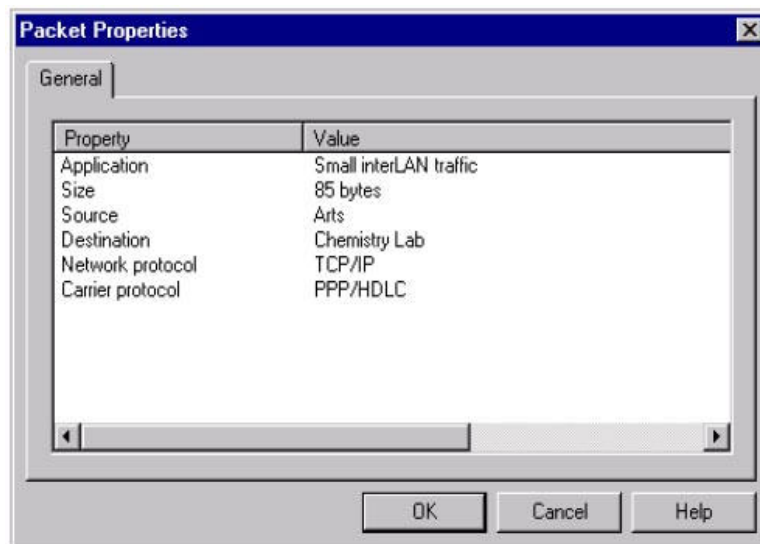 Packet Properties
General
Property Value
Application Small interLAN traffic
Size 85 bytes
Source Arts
Destination Chemistry Lab
Network protocol TCP/IP
Carrier protocol PPP/HDLC
OK Cancel Help